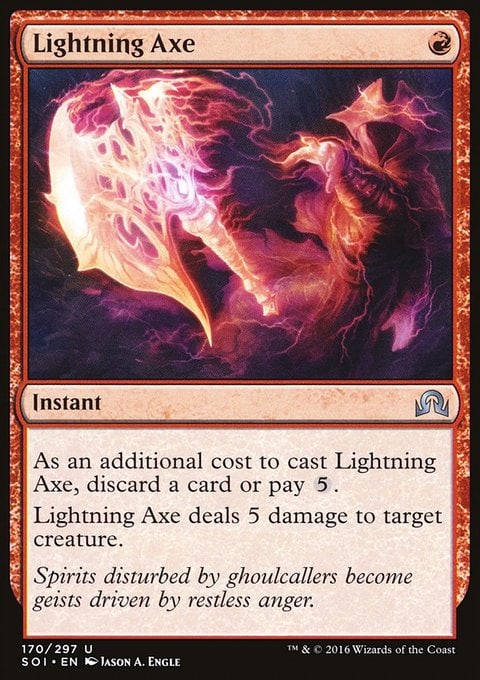 Lightning Axe
Instant
As an additional cost to cast Lightning
Axe, discard a card or pay 5.
Lightning Axe deals 5 damage to target
creature.
Spirits disturbed by ghoulcallers become
geists driven by restless anger.
170/297 U
SOI • EN Jason A. Engle
™ & © 2016 Wizards of the Coast